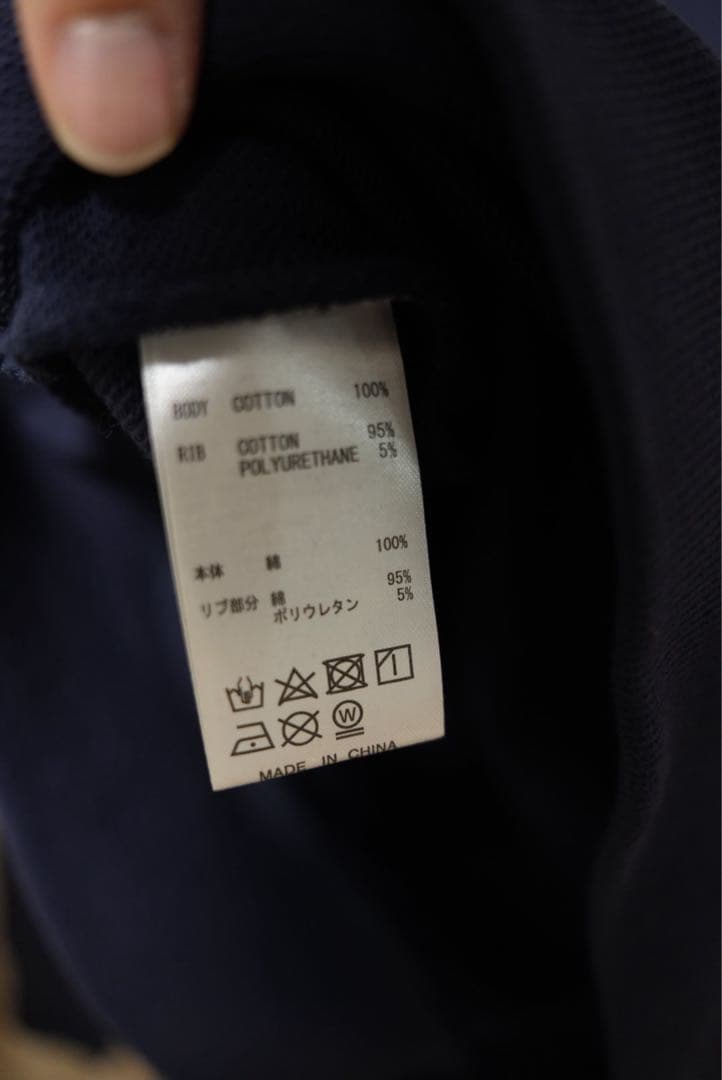 BODY COTTON 100%
RIB COTTON 95%
POLYURETHANE 5%
本体 綿 100%
リブ部分 綿 95%
ポリウレタン 5%
W
MADE IN CHINA